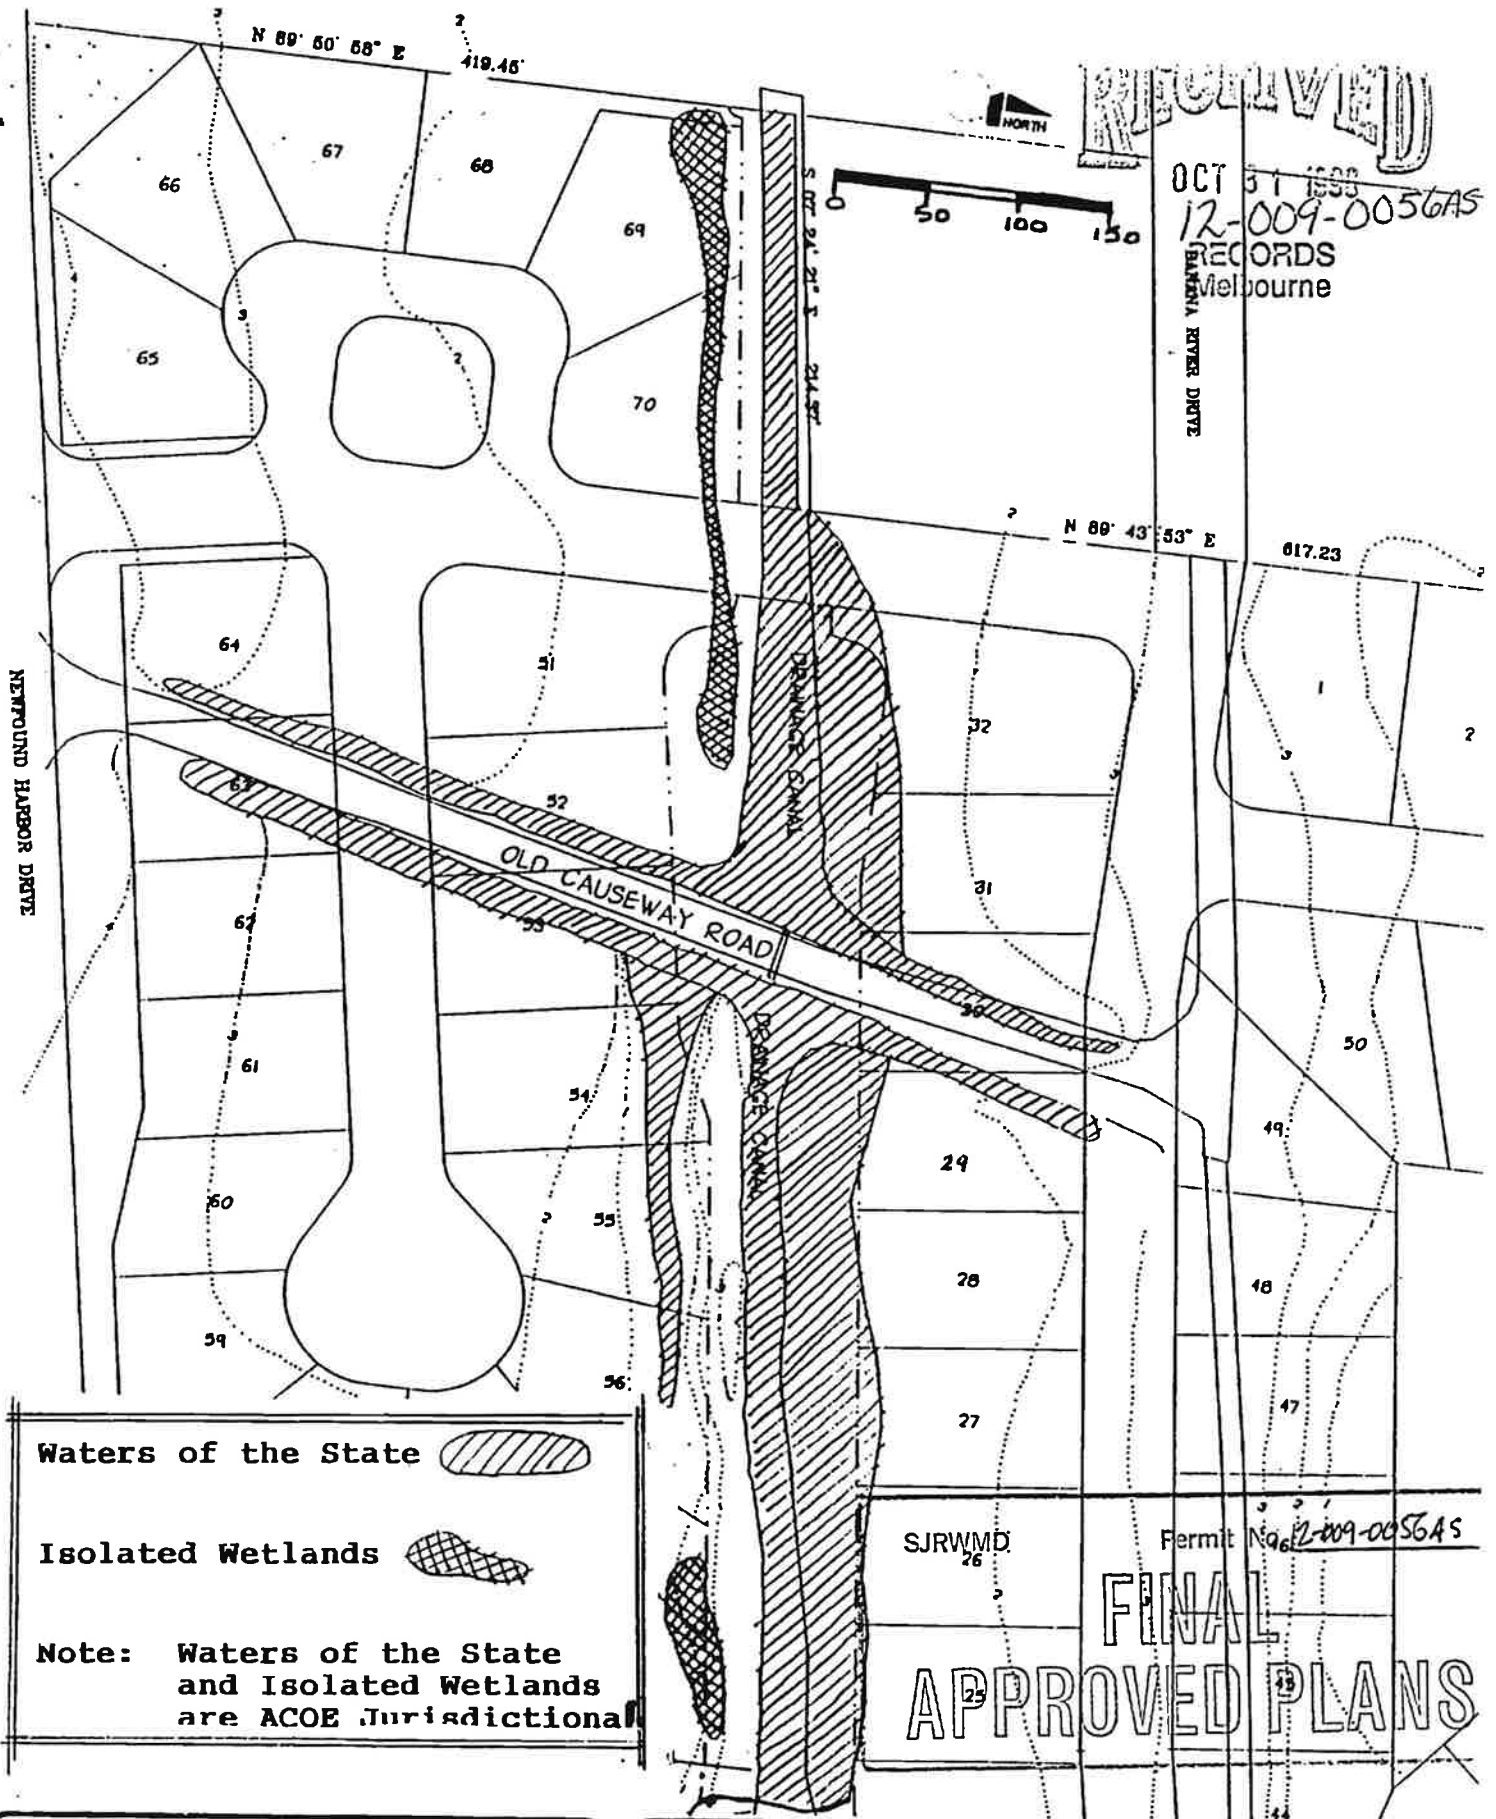 N 89° 50' 58" E
419.45'
NORTH
RECEIVED
OCT 31
12-009-0056AS
RECORDS
Melbourne
0 50 100 150
BANANA RIVER DRIVE
N 89° 43' 53" E
617.23
66
67
68
69
65
70
64
51
32
1
2
63
52
31
62
53
30
50
61
54
49
29
60
55
28
48
59
56
27
47
26
25
45
44
NEWFOUND HARBOR DRIVE
OLD CAUSEWAY ROAD
DRAINAGE CANAL
DRAINAGE CANAL
Waters of the State
Isolated Wetlands
Note: Waters of the State
and Isolated Wetlands
are ACOE Jurisdictional
SJRWMD
Permit No. 12-009-0056AS
FINAL
APPROVED PLANS